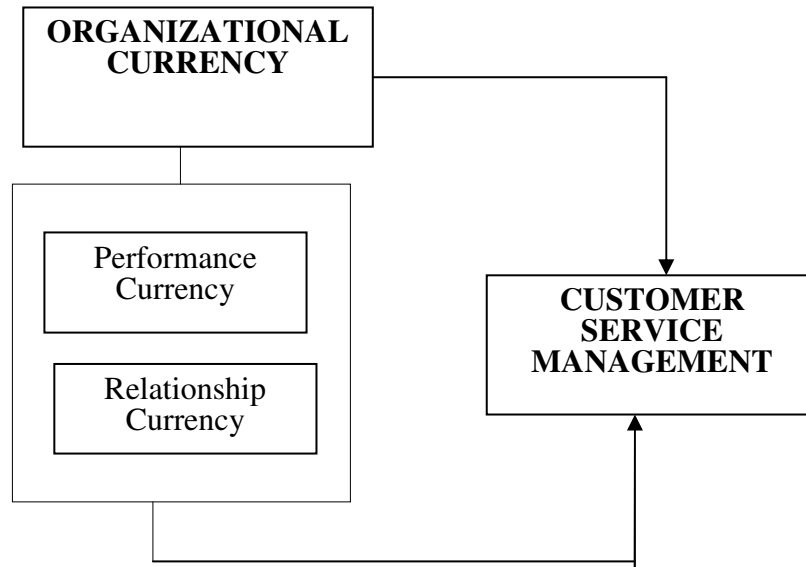 ORGANIZATIONAL
CURRENCY
Performance
Currency
Relationship
Currency
CUSTOMER
SERVICE
MANAGEMENT